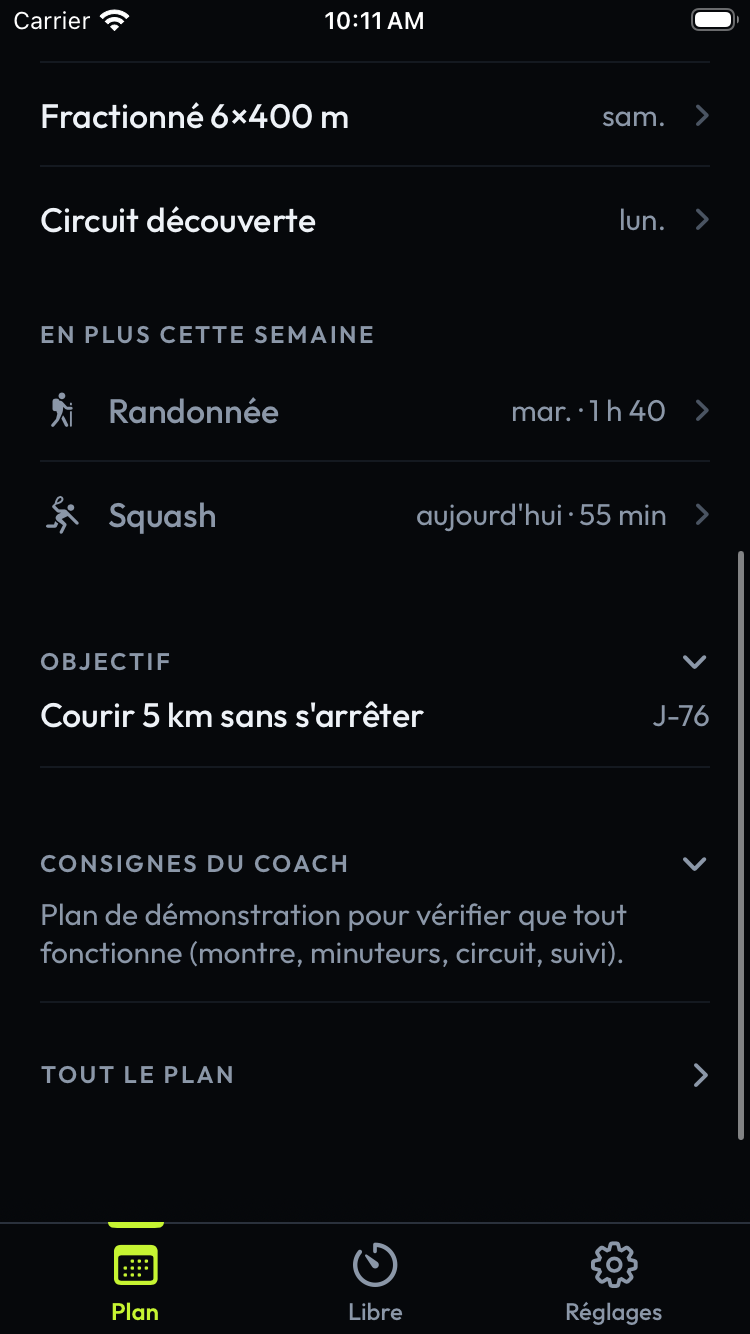 Carrier 10:11 AM
Fractionné 6×400 m sam.
Circuit découverte lun.
EN PLUS CETTE SEMAINE
Randonnée mar. · 1 h 40
Squash aujourd'hui · 55 min
OBJECTIF
Courir 5 km sans s'arrêter J-76
CONSIGNES DU COACH
Plan de démonstration pour vérifier que tout
fonctionne (montre, minuteurs, circuit, suivi).
TOUT LE PLAN
Plan Libre Réglages